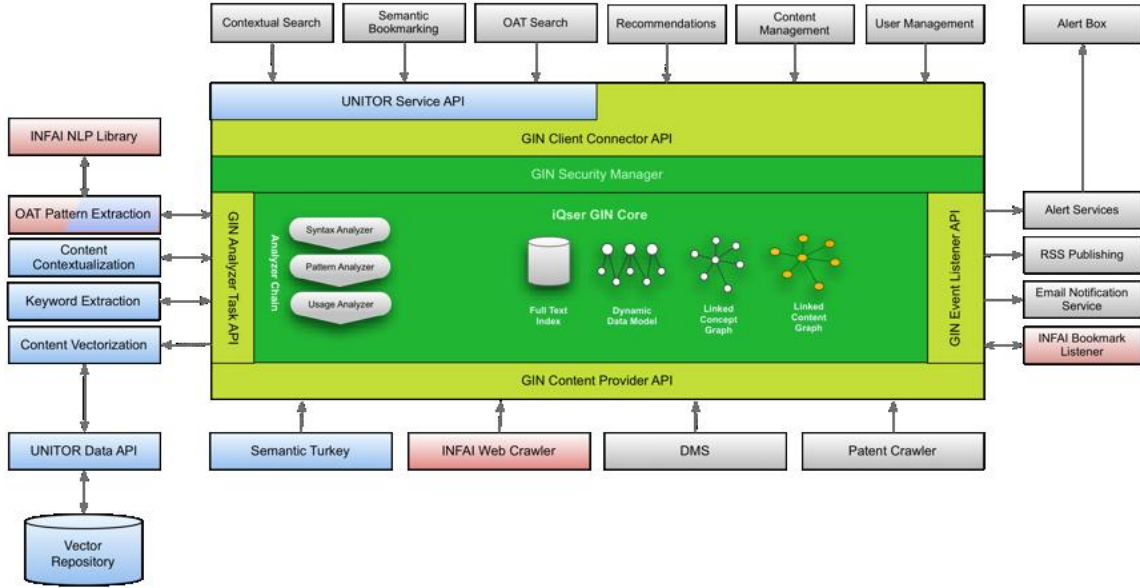 Contextual Search
Semantic
Bookmarking
OAT Search
Recommendations
Content
Management
User Management
Alert Box
UNITOR Service API
GIN Client Connector API
INFAI NLP Library
GIN Security Manager
OAT Pattern Extraction
Content
Contextualization
Keyword Extraction
Content Vectorization
GIN Analyzer Task API
iQser GIN Core
Analyzer Chain
Syntax Analyzer
Pattern Analyzer
Usage Analyzer
Full Text
Index
Dynamic
Data Model
Linked
Concept
Graph
Linked
Content
Graph
GIN Event Listener API
Alert Services
RSS Publishing
Email Notification
Service
INFAI Bookmark
Listener
GIN Content Provider API
UNITOR Data API
Semantic Turkey
INFAI Web Crawler
DMS
Patent Crawler
Vector
Repository